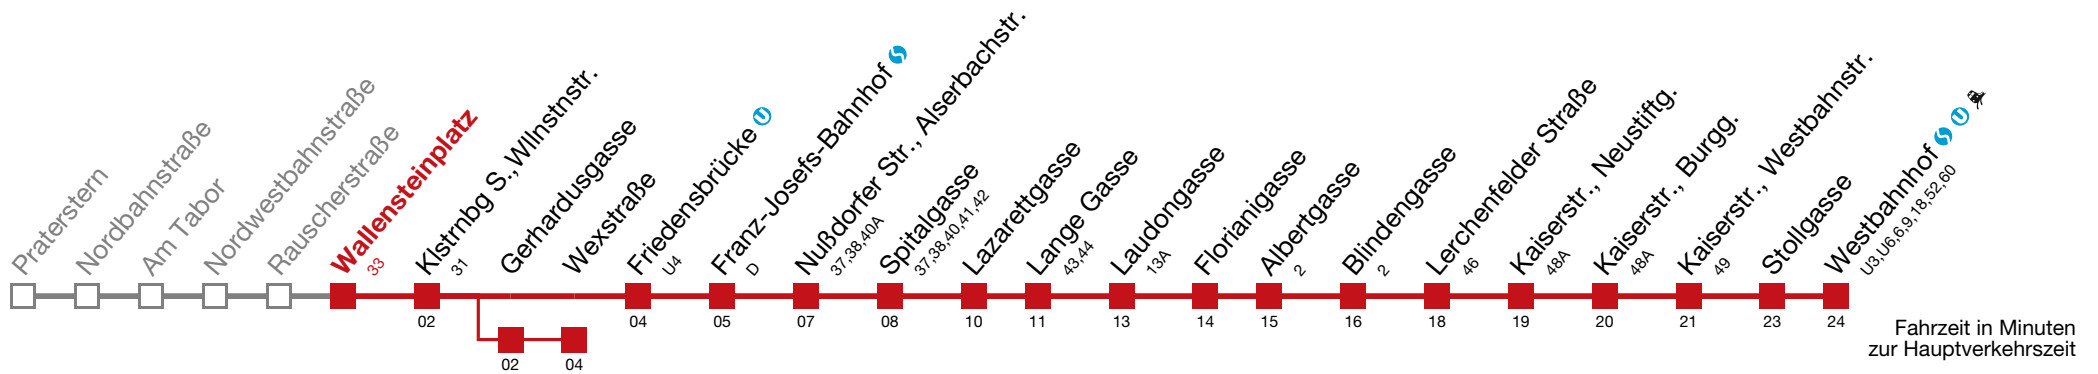 Praterstern
Nordbahnstraße
Am Tabor
Nordwestbahnstraße
Rauscherstraße
Wallensteinplatz
33
Klstrnbg S., Wllnstnstr.
31
Gerhardusgasse
Wexstraße
Friedensbrücke U
U4
Franz-Josefs-Bahnhof
D
Nußdorfer Str., Alserbachstr.
37,38,40A
Spitalgasse
37,38,40,41,42
Lazarettgasse
Lange Gasse
43,44
Laudongasse
13A
Florianigasse
Albertgasse
2
Blindengasse
2
Lerchenfelder Straße
46
Kaiserstr., Neustiftg.
48A
Kaiserstr., Burgg.
48A
Kaiserstr., Westbahnstr.
49
Stollgasse
Westbahnhof U
U3,U6,6,9,18,52,60
02
04
05
07
08
10
11
13
14
15
16
18
19
20
21
23
24
02
04
Fahrzeit in Minuten
zur Hauptverkehrszeit